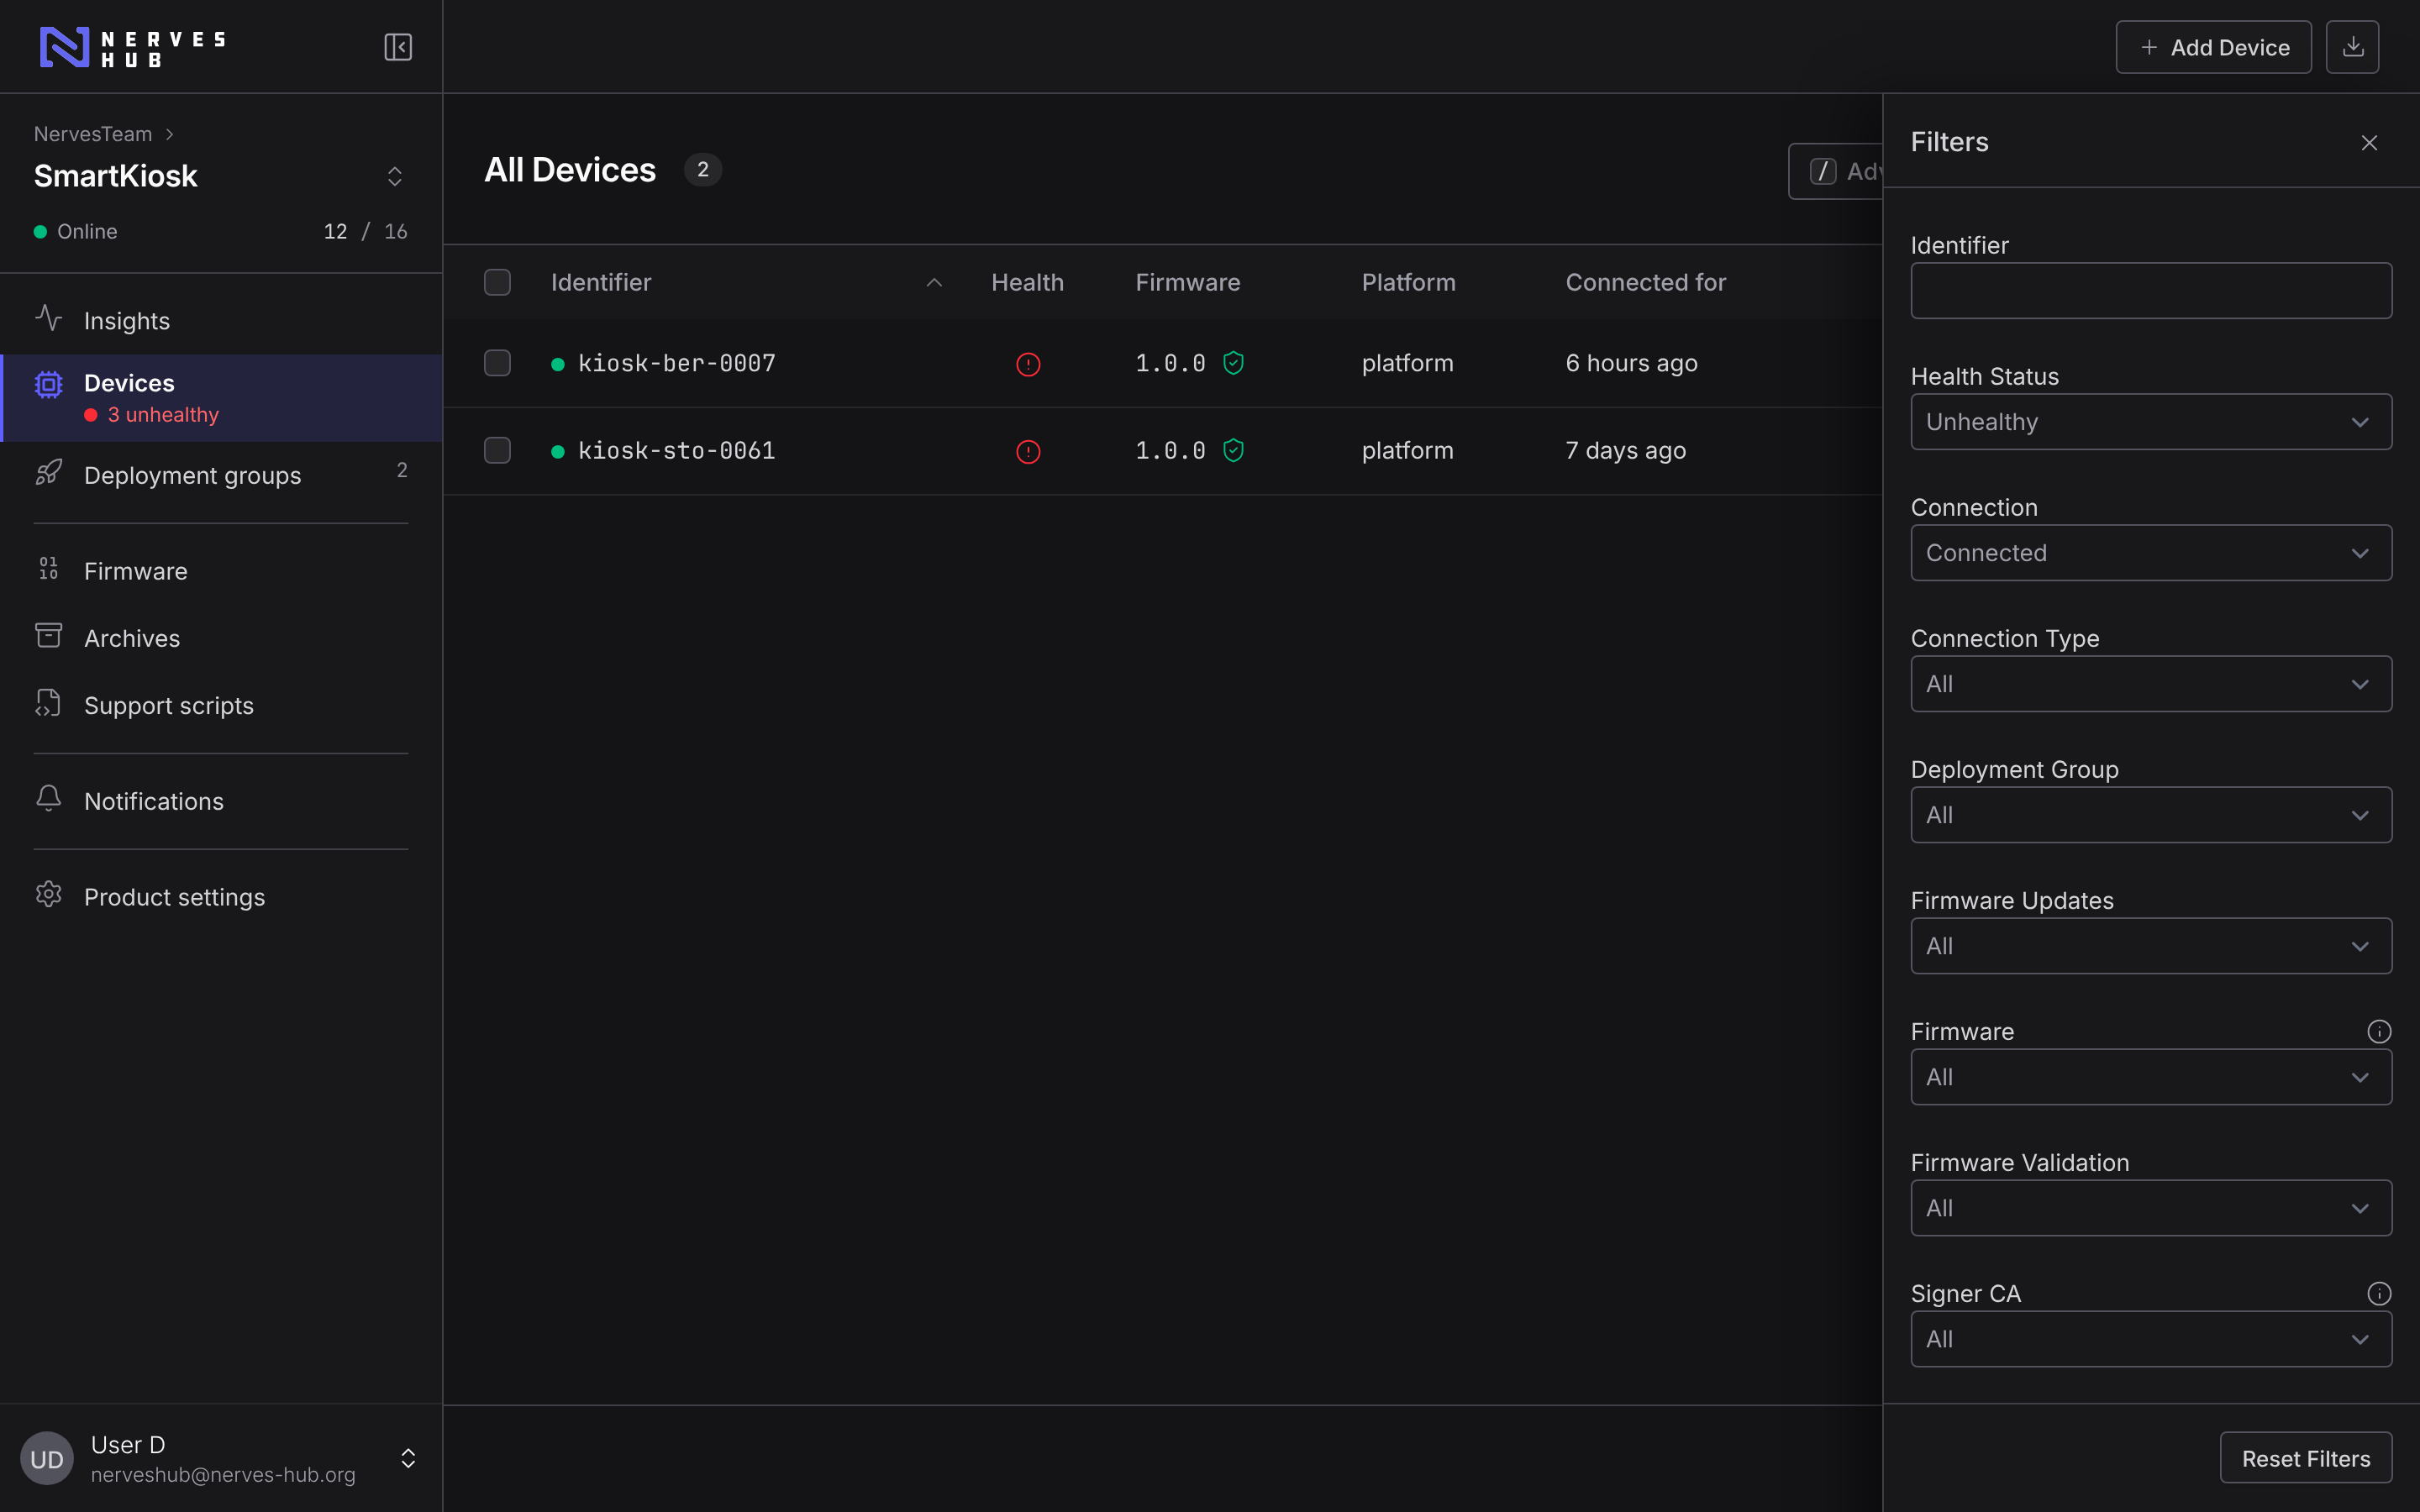 NERVES
HUB
Add Device
NervesTeam
SmartKiosk
Online 12 / 16
Insights
Devices
3 unhealthy
Deployment groups 2
Firmware
Archives
Support scripts
Notifications
Product settings
UD
User D
nerveshub@nerves-hub.org
All Devices 2
/ Adv
Identifier Health Firmware Platform Connected for
kiosk-ber-0007 1.0.0 platform 6 hours ago
kiosk-sto-0061 1.0.0 platform 7 days ago
Filters
Identifier
Health Status
Unhealthy
Connection
Connected
Connection Type
All
Deployment Group
All
Firmware Updates
All
Firmware
All
Firmware Validation
All
Signer CA
All
Reset Filters